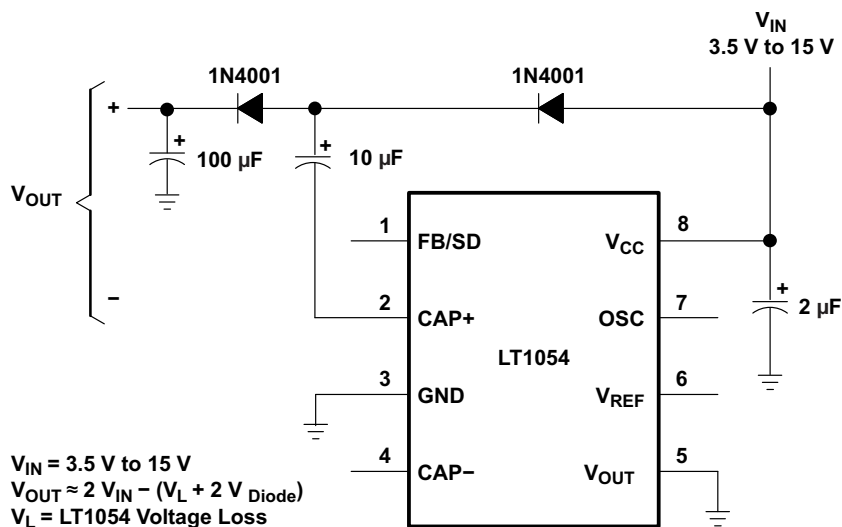 V_IN
3.5 V to 15 V
1N4001
1N4001
+
+
100 µF
+
10 µF
V_OUT
−
1
FB/SD
V_CC
8
2
CAP+
OSC
7
+
2 µF
LT1054
3
GND
V_REF
6
4
CAP−
V_OUT
5
V_IN = 3.5 V to 15 V
V_OUT ≈ 2 V_IN − (V_L + 2 V_Diode)
V_L = LT1054 Voltage Loss